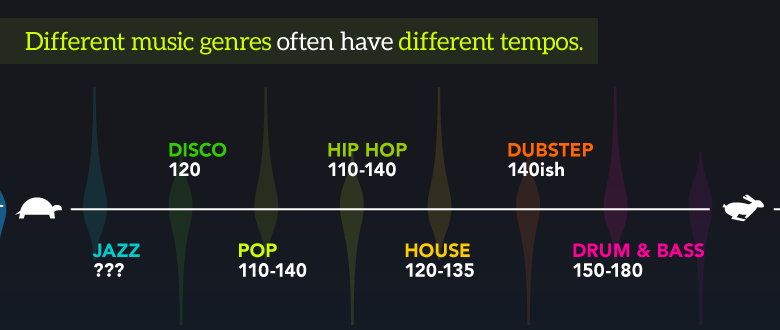 Different music genres often have different tempos.
DISCO
120
HIP HOP
110-140
DUBSTEP
140ish
JAZZ
???
POP
110-140
HOUSE
120-135
DRUM & BASS
150-180